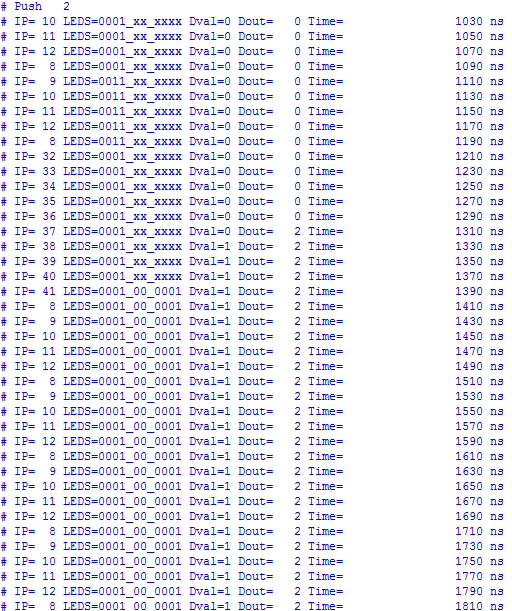 # Push   2
# IP= 10 LEDS=0001_xx_xxxx Dval=0 Dout=   0 Time=                1030 ns
# IP= 11 LEDS=0001_xx_xxxx Dval=0 Dout=   0 Time=                1050 ns
# IP= 12 LEDS=0001_xx_xxxx Dval=0 Dout=   0 Time=                1070 ns
# IP=  8 LEDS=0001_xx_xxxx Dval=0 Dout=   0 Time=                1090 ns
# IP=  9 LEDS=0011_xx_xxxx Dval=0 Dout=   0 Time=                1110 ns
# IP= 10 LEDS=0011_xx_xxxx Dval=0 Dout=   0 Time=                1130 ns
# IP= 11 LEDS=0011_xx_xxxx Dval=0 Dout=   0 Time=                1150 ns
# IP= 12 LEDS=0011_xx_xxxx Dval=0 Dout=   0 Time=                1170 ns
# IP=  8 LEDS=0011_xx_xxxx Dval=0 Dout=   0 Time=                1190 ns
# IP= 32 LEDS=0001_xx_xxxx Dval=0 Dout=   0 Time=                1210 ns
# IP= 33 LEDS=0001_xx_xxxx Dval=0 Dout=   0 Time=                1230 ns
# IP= 34 LEDS=0001_xx_xxxx Dval=0 Dout=   0 Time=                1250 ns
# IP= 35 LEDS=0001_xx_xxxx Dval=0 Dout=   0 Time=                1270 ns
# IP= 36 LEDS=0001_xx_xxxx Dval=0 Dout=   0 Time=                1290 ns
# IP= 37 LEDS=0001_xx_xxxx Dval=0 Dout=   2 Time=                1310 ns
# IP= 38 LEDS=0001_xx_xxxx Dval=1 Dout=   2 Time=                1330 ns
# IP= 39 LEDS=0001_xx_xxxx Dval=1 Dout=   2 Time=                1350 ns
# IP= 40 LEDS=0001_xx_xxxx Dval=1 Dout=   2 Time=                1370 ns
# IP= 41 LEDS=0001_00_0001 Dval=1 Dout=   2 Time=                1390 ns
# IP=  8 LEDS=0001_00_0001 Dval=1 Dout=   2 Time=                1410 ns
# IP=  9 LEDS=0001_00_0001 Dval=1 Dout=   2 Time=                1430 ns
# IP= 10 LEDS=0001_00_0001 Dval=1 Dout=   2 Time=                1450 ns
# IP= 11 LEDS=0001_00_0001 Dval=1 Dout=   2 Time=                1470 ns
# IP= 12 LEDS=0001_00_0001 Dval=1 Dout=   2 Time=                1490 ns
# IP=  8 LEDS=0001_00_0001 Dval=1 Dout=   2 Time=                1510 ns
# IP=  9 LEDS=0001_00_0001 Dval=1 Dout=   2 Time=                1530 ns
# IP= 10 LEDS=0001_00_0001 Dval=1 Dout=   2 Time=                1550 ns
# IP= 11 LEDS=0001_00_0001 Dval=1 Dout=   2 Time=                1570 ns
# IP= 12 LEDS=0001_00_0001 Dval=1 Dout=   2 Time=                1590 ns
# IP=  8 LEDS=0001_00_0001 Dval=1 Dout=   2 Time=                1610 ns
# IP=  9 LEDS=0001_00_0001 Dval=1 Dout=   2 Time=                1630 ns
# IP= 10 LEDS=0001_00_0001 Dval=1 Dout=   2 Time=                1650 ns
# IP= 11 LEDS=0001_00_0001 Dval=1 Dout=   2 Time=                1670 ns
# IP= 12 LEDS=0001_00_0001 Dval=1 Dout=   2 Time=                1690 ns
# IP=  8 LEDS=0001_00_0001 Dval=1 Dout=   2 Time=                1710 ns
# IP=  9 LEDS=0001_00_0001 Dval=1 Dout=   2 Time=                1730 ns
# IP= 10 LEDS=0001_00_0001 Dval=1 Dout=   2 Time=                1750 ns
# IP= 11 LEDS=0001_00_0001 Dval=1 Dout=   2 Time=                1770 ns
# IP= 12 LEDS=0001_00_0001 Dval=1 Dout=   2 Time=                1790 ns
# IP=  8 LEDS=0001_00_0001 Dval=1 Dout=   2 Time=                1810 ns